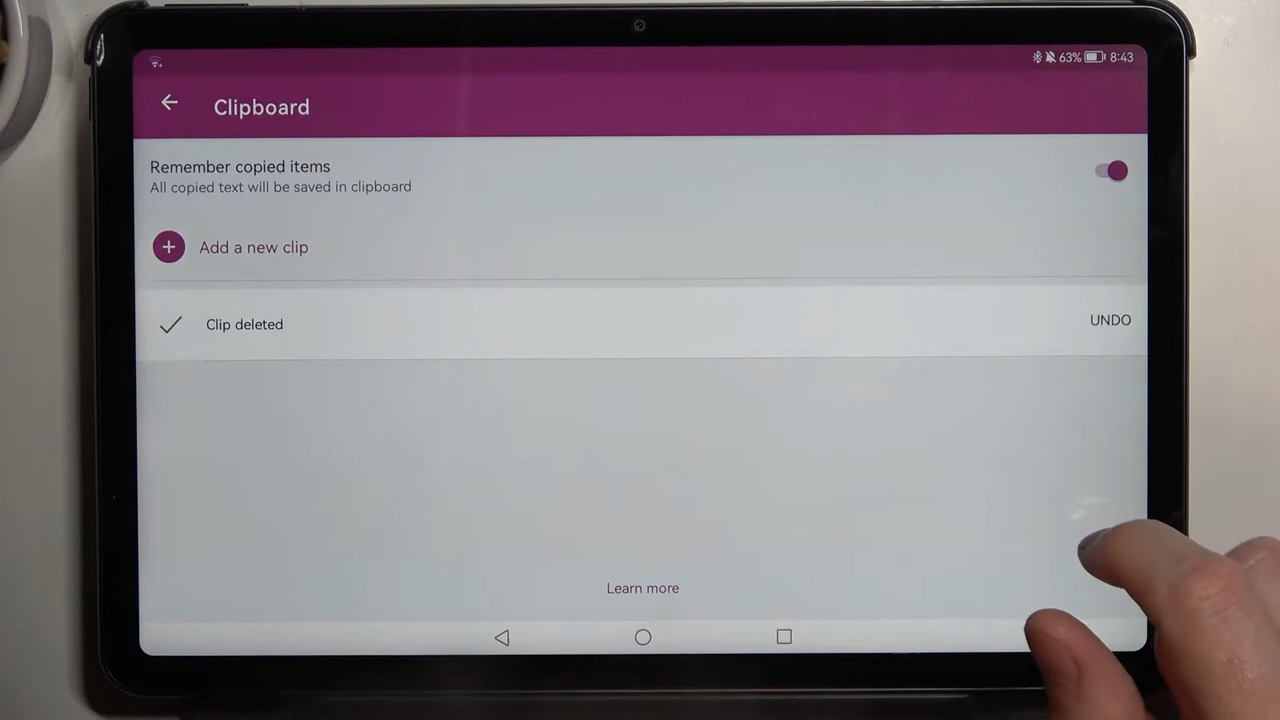 63% 8:43
Clipboard
Remember copied items
All copied text will be saved in clipboard
Add a new clip
Clip deleted UNDO
Learn more